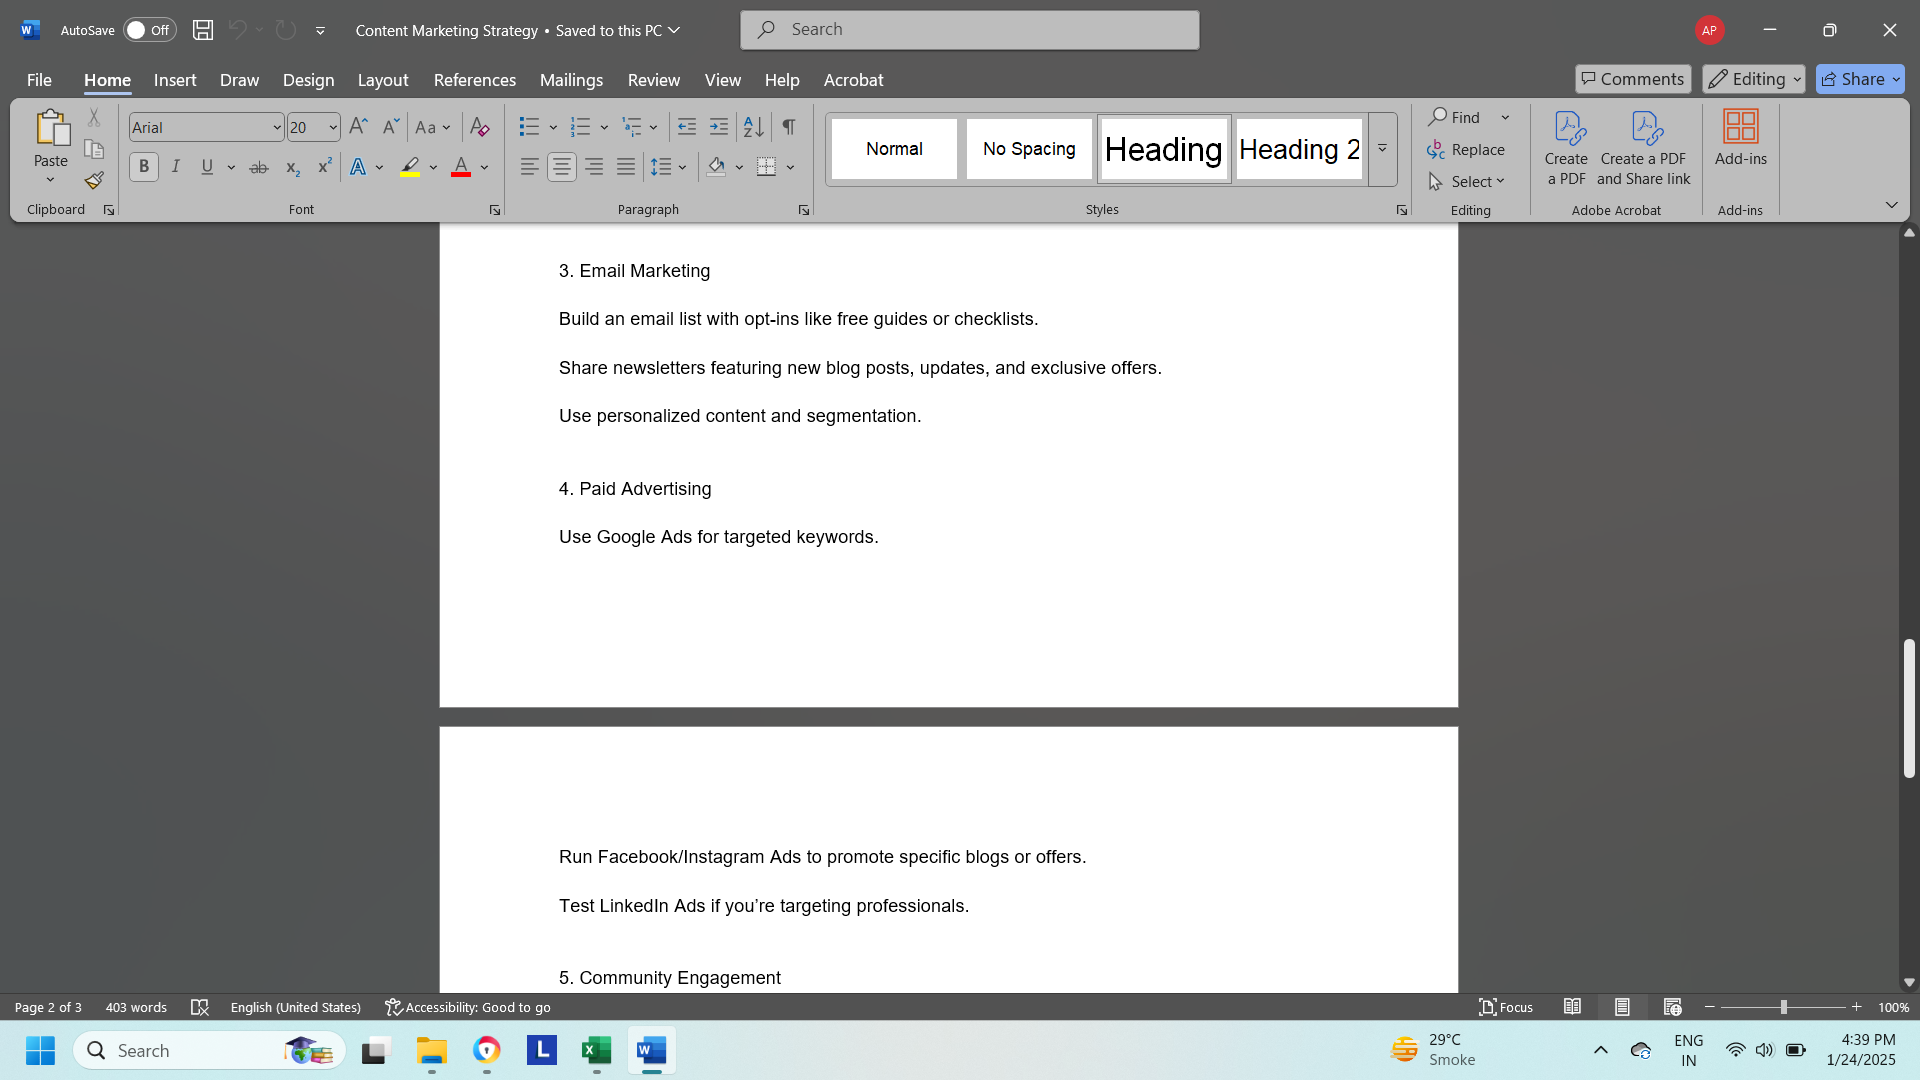 AutoSave Off
Content Marketing Strategy • Saved to this PC
Search
AP
File Home Insert Draw Design Layout References Mailings Review View Help Acrobat
Comments Editing Share
Paste
Clipboard
Arial 20
Aa
B I U ab x₂ x² A A
Font
Paragraph
Normal
No Spacing
Heading
Heading 2
Styles
Find
Replace
Select
Editing
Create
a PDF
Create a PDF
and Share link
Adobe Acrobat
Add-ins
Add-ins
3. Email Marketing
Build an email list with opt-ins like free guides or checklists.
Share newsletters featuring new blog posts, updates, and exclusive offers.
Use personalized content and segmentation.
4. Paid Advertising
Use Google Ads for targeted keywords.
Run Facebook/Instagram Ads to promote specific blogs or offers.
Test LinkedIn Ads if you’re targeting professionals.
5. Community Engagement
Page 2 of 3 403 words English (United States) Accessibility: Good to go
Focus 100%
Search
L
29°C
Smoke
ENG
IN
4:39 PM
1/24/2025